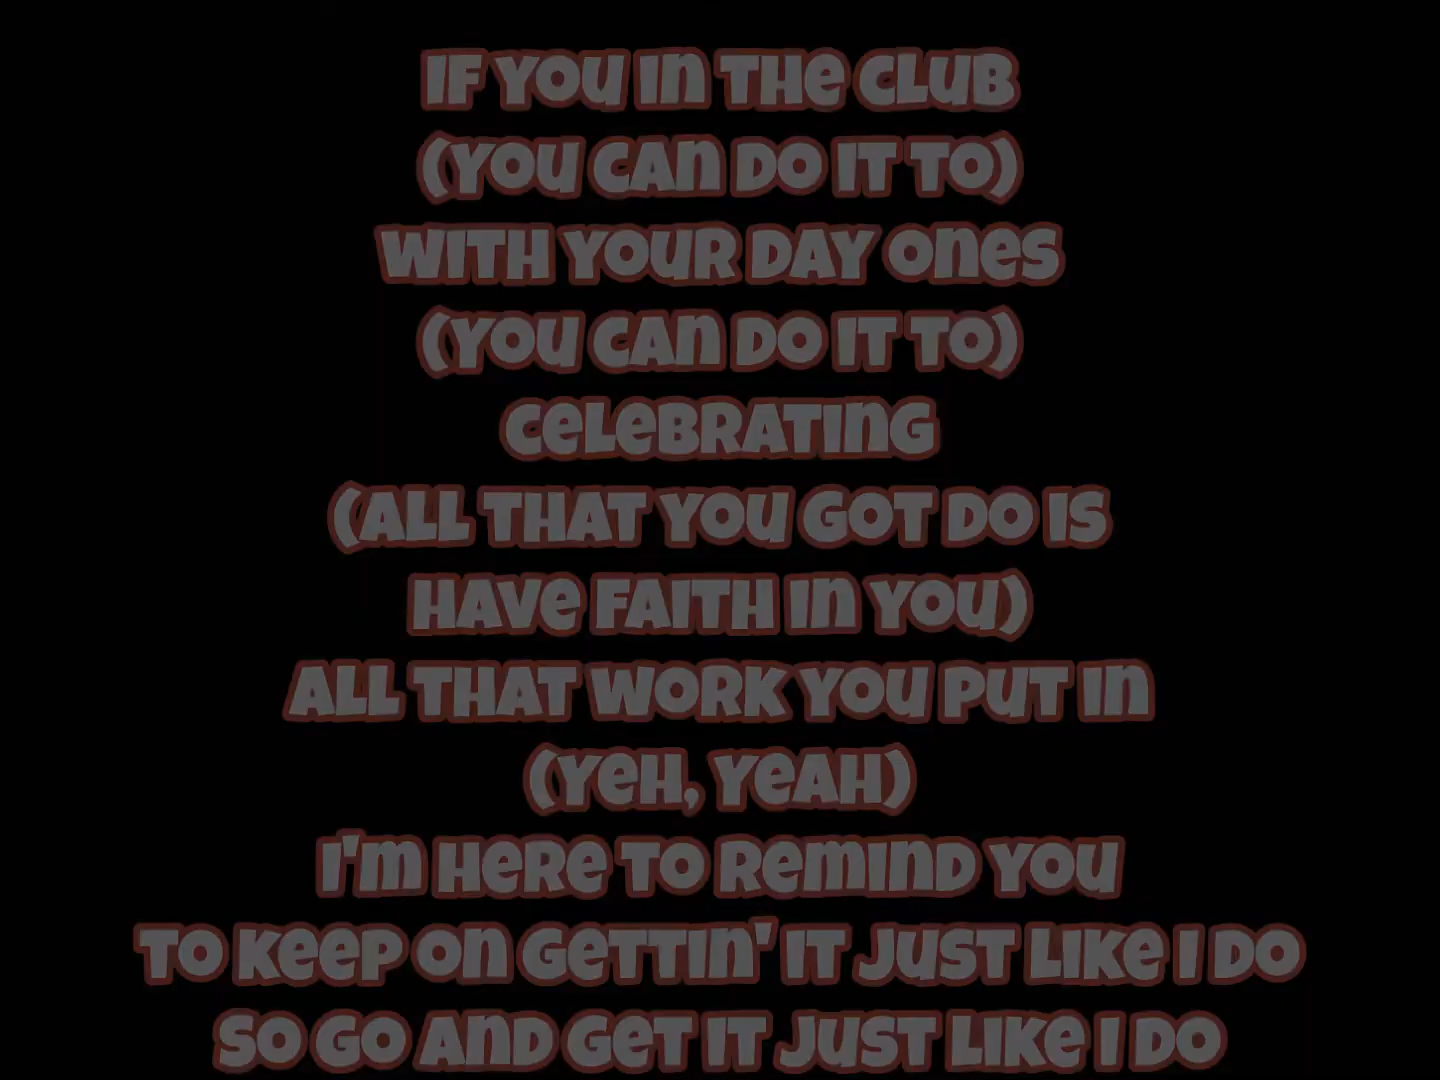 IF YOU IN THE CLUB
(YOU CAN DO IT TO)
WITH YOUR DAY ONES
(YOU CAN DO IT TO)
CELEBRATING
(ALL THAT YOU GOT DO IS
HAVE FAITH IN YOU)
ALL THAT WORK YOU PUT IN
(YEH, YEAH)
I'M HERE TO REMIND YOU
TO KEEP ON GETTIN' IT JUST LIKE I DO
SO GO AND GET IT JUST LIKE I DO